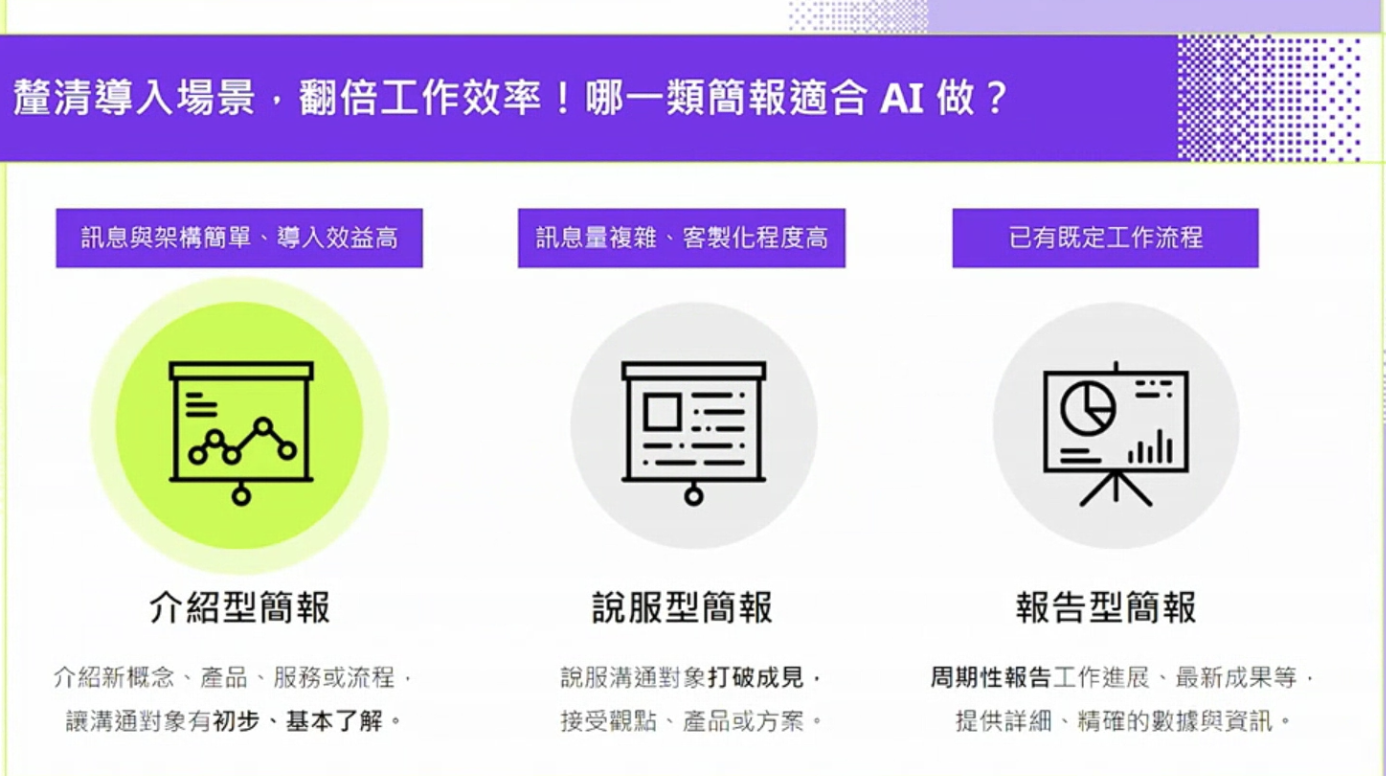 釐清導入場景，翻倍工作效率！哪一類簡報適合 AI 做？
訊息與架構簡單、導入效益高
介紹型簡報
介紹新概念、產品、服務或流程，
讓溝通對象有初步、基本了解。
訊息量複雜、客製化程度高
說服型簡報
說服溝通對象打破成見，
接受觀點、產品或方案。
已有既定工作流程
報告型簡報
周期性報告工作進展、最新成果等，
提供詳細、精確的數據與資訊。